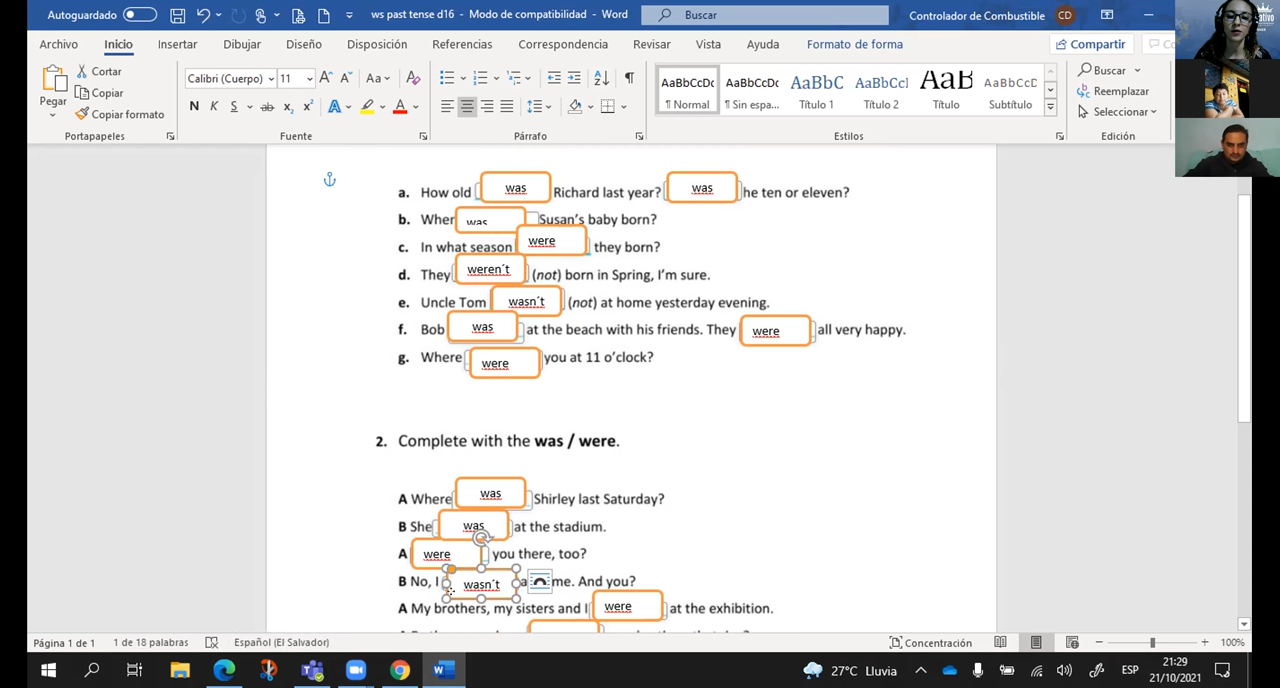 Autoguardado ws past tense d16 - Modo de compatibilidad - Word Buscar Controlador de Combustible CD
Archivo Inicio Insertar Dibujar Diseño Disposición Referencias Correspondencia Revisar Vista Ayuda Formato de forma Compartir
Pegar Cortar Copiar Copiar formato
Calibri (Cuerpo) 11
N K S ab x₂ x²
AaBbCcDc AaBbCcDc AaBbC AaBbCcI AaB AaBbCcD
¶ Normal ¶ Sin espa... Título 1 Título 2 Título Subtítulo
Buscar Reemplazar Seleccionar
Portapapeles Fuente Párrafo Estilos Edición
a. How old was Richard last year? was he ten or eleven?
b. Wher was Susan's baby born?
c. In what season were they born?
d. They weren´t (not) born in Spring, I'm sure.
e. Uncle Tom wasn´t (not) at home yesterday evening.
f. Bob was at the beach with his friends. They were all very happy.
g. Where were you at 11 o'clock?
2. Complete with the was / were.
A Where was Shirley last Saturday?
B She was at the stadium.
A were you there, too?
B No, I wasn´t a me. And you?
A My brothers, my sisters and I were at the exhibition.
Página 1 de 1 1 de 18 palabras Español (El Salvador) Concentración 100%
27°C Lluvia ESP 21:29
21/10/2021